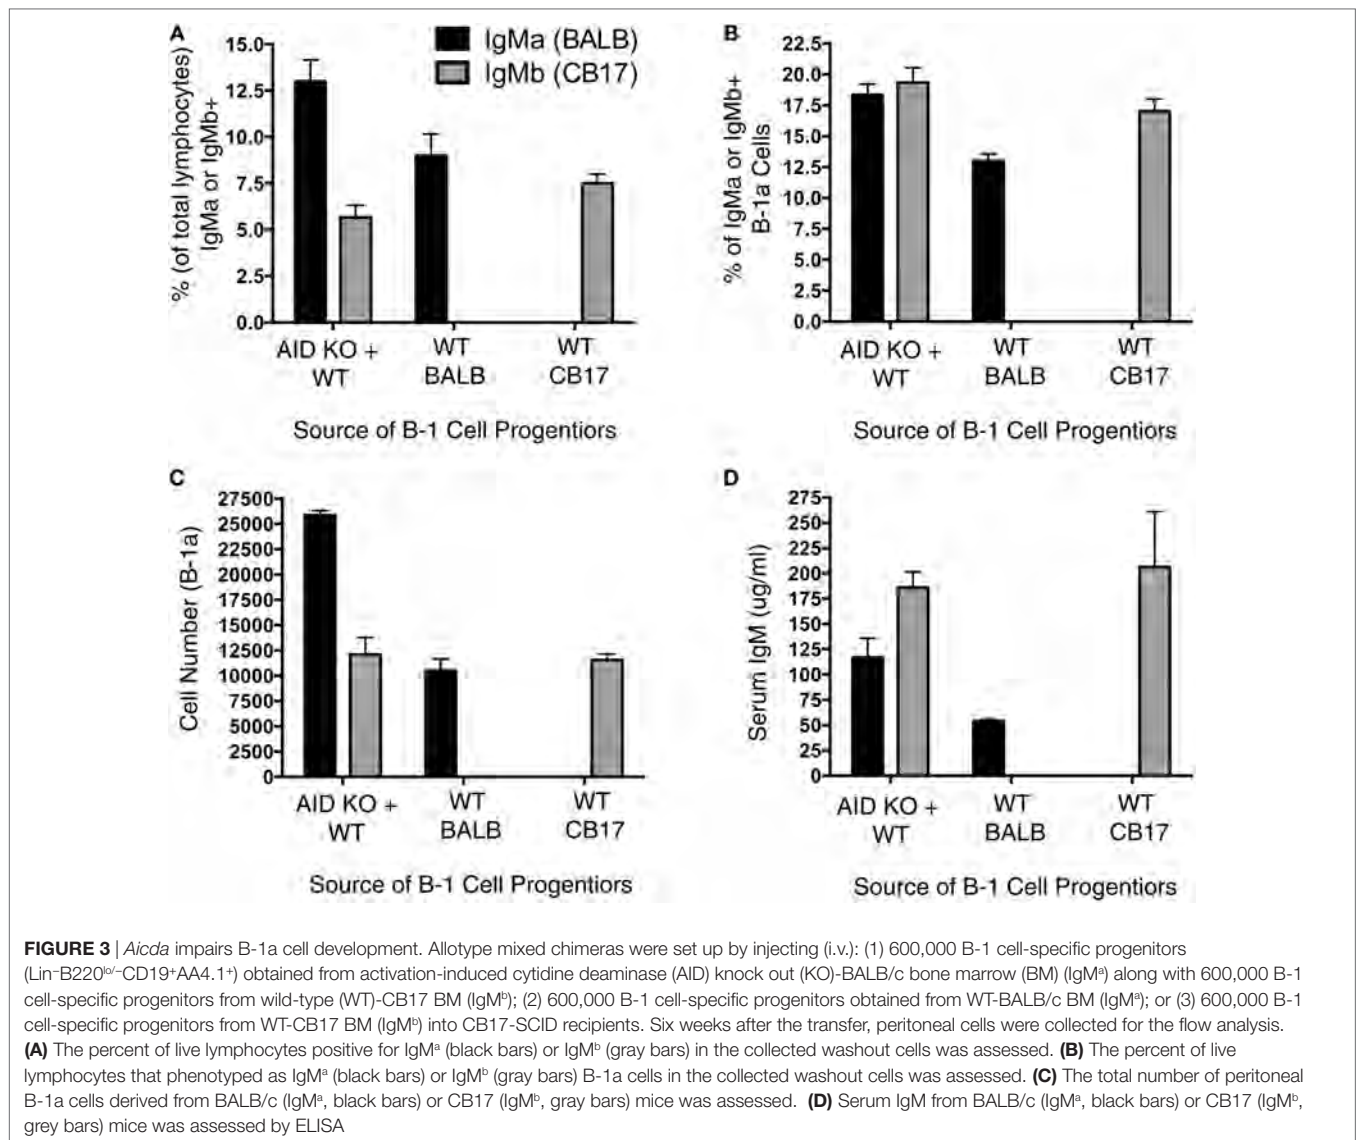 A
IgMa (BALB)
IgMb (CB17)
% (of total lymphocytes)
IgMa or IgMb+
15.0
12.5
10.0
7.5
5.0
2.5
0.0
AID KO +
WT
WT
BALB
WT
CB17
Source of B-1 Cell Progentiors
B
% of IgMa or IgMb+
B-1a Cells
22.5
20.0
17.5
15.0
12.5
10.0
7.5
5.0
2.5
0.0
AID KO +
WT
WT
BALB
WT
CB17
Source of B-1 Cell Progentiors
C
Cell Number (B-1a)
27500
25000
22500
20000
17500
15000
12500
10000
7500
5000
2500
0
AID KO +
WT
WT
BALB
WT
CB17
Source of B-1 Cell Progentiors
D
Serum IgM (ug/ml)
275
250
225
200
175
150
125
100
75
50
25
0
AID KO +
WT
WT
BALB
WT
CB17
Source of B-1 Cell Progentiors
FIGURE 3 | Aicda impairs B-1a cell development. Allotype mixed chimeras were set up by injecting (i.v.): (1) 600,000 B-1 cell-specific progenitors
(Lin⁻B220ˡᵒ/⁻CD19⁺AA4.1⁺) obtained from activation-induced cytidine deaminase (AID) knock out (KO)-BALB/c bone marrow (BM) (IgMᵃ) along with 600,000 B-1
cell-specific progenitors from wild-type (WT)-CB17 BM (IgMᵇ); (2) 600,000 B-1 cell-specific progenitors obtained from WT-BALB/c BM (IgMᵃ); or (3) 600,000 B-1
cell-specific progenitors from WT-CB17 BM (IgMᵇ) into CB17-SCID recipients. Six weeks after the transfer, peritoneal cells were collected for the flow analysis.
(A) The percent of live lymphocytes positive for IgMᵃ (black bars) or IgMᵇ (gray bars) in the collected washout cells was assessed. (B) The percent of live
lymphocytes that phenotyped as IgMᵃ (black bars) or IgMᵇ (gray bars) B-1a cells in the collected washout cells was assessed. (C) The total number of peritoneal
B-1a cells derived from BALB/c (IgMᵃ, black bars) or CB17 (IgMᵇ, gray bars) mice was assessed. (D) Serum IgM from BALB/c (IgMᵃ, black bars) or CB17 (IgMᵇ,
grey bars) mice was assessed by ELISA